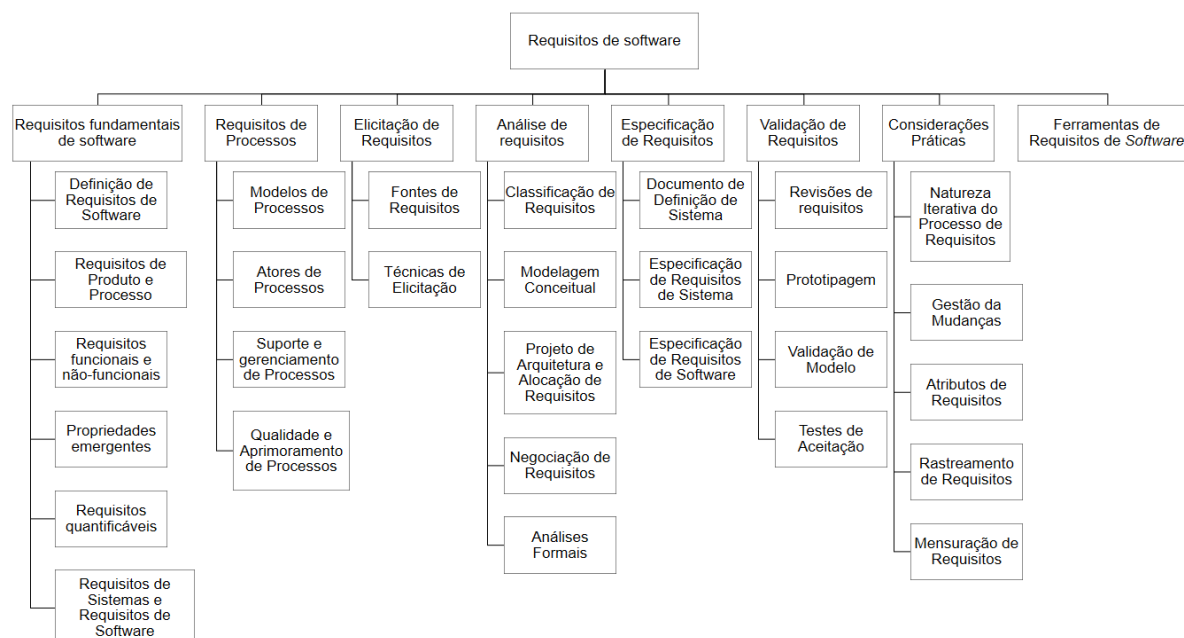 Requisitos de software
Requisitos fundamentais
de software
Definição de
Requisitos de
Software
Requisitos de
Produto e
Processo
Requisitos
funcionais e
não-funcionais
Propriedades
emergentes
Requisitos
quantificáveis
Requisitos de
Sistemas e
Requisitos de
Software
Requisitos de
Processos
Modelos de
Processos
Atores de
Processos
Suporte e
gerenciamento
de Processos
Qualidade e
Aprimoramento
de Processos
Elicitação de
Requisitos
Fontes de
Requisitos
Técnicas de
Elicitação
Análise de
requisitos
Classificação de
Requisitos
Modelagem
Conceitual
Projeto de
Arquitetura e
Alocação de
Requisitos
Negociação de
Requisitos
Análises
Formais
Especificação
de Requisitos
Documento de
Definição de
Sistema
Especificação
de Requisitos
de Sistema
Especificação
de Requisitos
de Software
Validação de
Requisitos
Revisões de
requisitos
Prototipagem
Validação de
Modelo
Testes de
Aceitação
Considerações
Práticas
Natureza
Iterativa do
Processo de
Requisitos
Gestão da
Mudanças
Atributos de
Requisitos
Rastreamento
de Requisitos
Mensuração de
Requisitos
Ferramentas de
Requisitos de Software